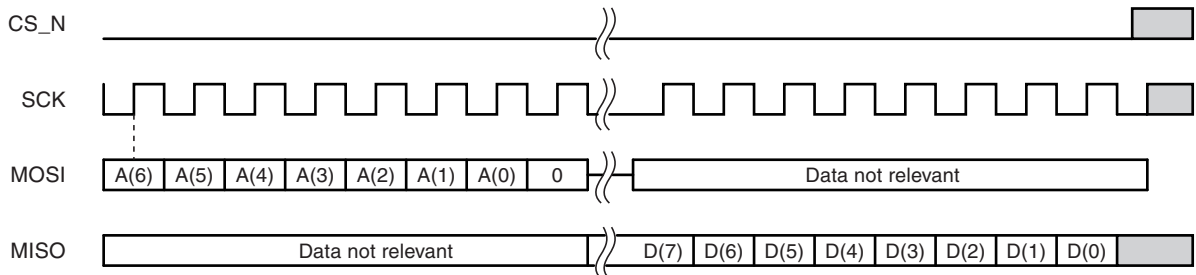 CS_N
SCK
MOSI A(6) A(5) A(4) A(3) A(2) A(1) A(0) 0 Data not relevant
MISO Data not relevant D(7) D(6) D(5) D(4) D(3) D(2) D(1) D(0)